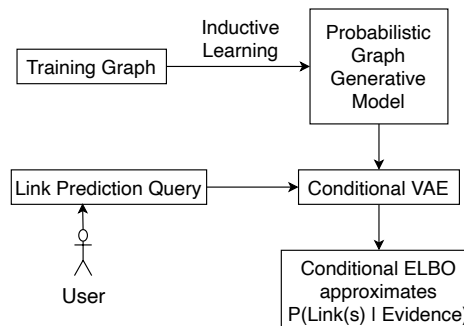 Inductive
Learning
Training Graph
Probabilistic
Graph
Generative
Model
Link Prediction Query
Conditional VAE
User
Conditional ELBO
approximates
P(Link(s) | Evidence)